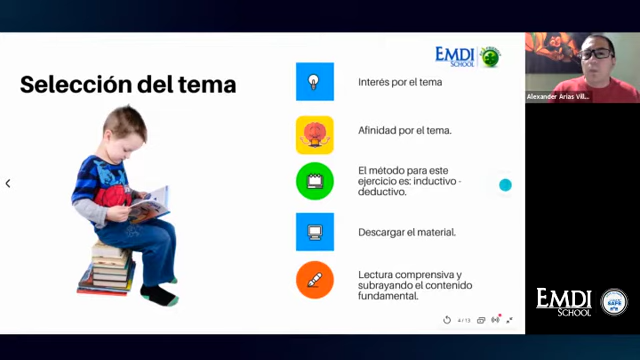 EMDI
SCHOOL
Selección del tema
Interés por el tema
Afinidad por el tema.
El método para este
ejercicio es: inductivo -
deductivo.
Descargar el material.
Lectura comprensiva y
subrayando el contenido
fundamental.
4 / 13
Alexander Arias Vill...
EMDI
SCHOOL